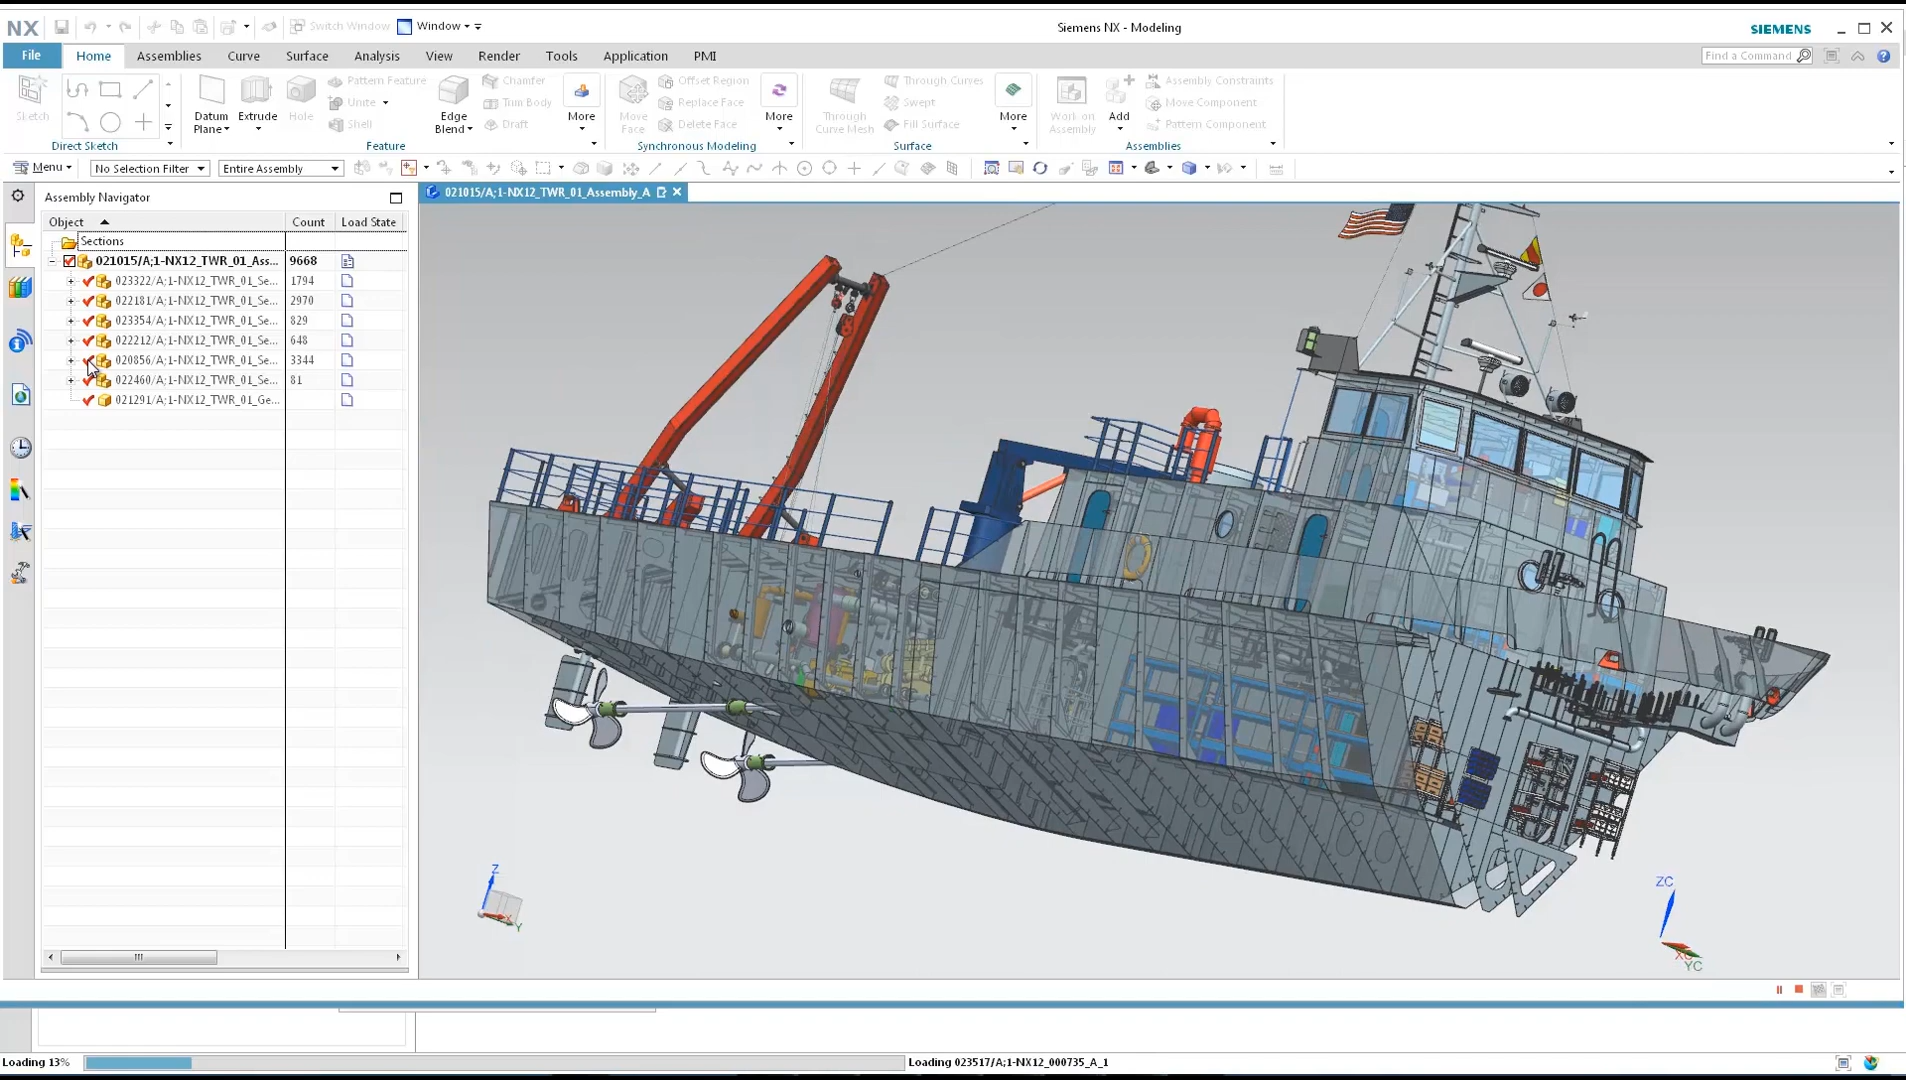 NX Switch Window Window Siemens NX - Modeling SIEMENS
File Home Assemblies Curve Surface Analysis View Render Tools Application PMI Find a Command
Pattern Feature Chamfer Offset Region Through Curves Assembly Constraints
Unite Trim Body Replace Face Swept Move Component
Sketch Datum Plane Extrude Hole Shell Edge Blend Draft More Move Face Delete Face More Through Curve Mesh Fill Surface More Work-on Assembly Add Pattern Component
Direct Sketch Feature Synchronous Modeling Surface Assemblies
Menu No Selection Filter Entire Assembly
Assembly Navigator
021015/A;1-NX12_TWR_01_Assembly_A
Object Count Load State
Sections
021015/A;1-NX12_TWR_01_Ass... 9668
023322/A;1-NX12_TWR_01_Se... 1794
022181/A;1-NX12_TWR_01_Se... 2970
023354/A;1-NX12_TWR_01_Se... 829
022212/A;1-NX12_TWR_01_Se... 648
020856/A;1-NX12_TWR_01_Se... 3344
022460/A;1-NX12_TWR_01_Se... 81
021291/A;1-NX12_TWR_01_Ge...
Z
X
Y
ZC
XC
YC
Loading 13% Loading 023517/A;1-NX12_000735_A_1